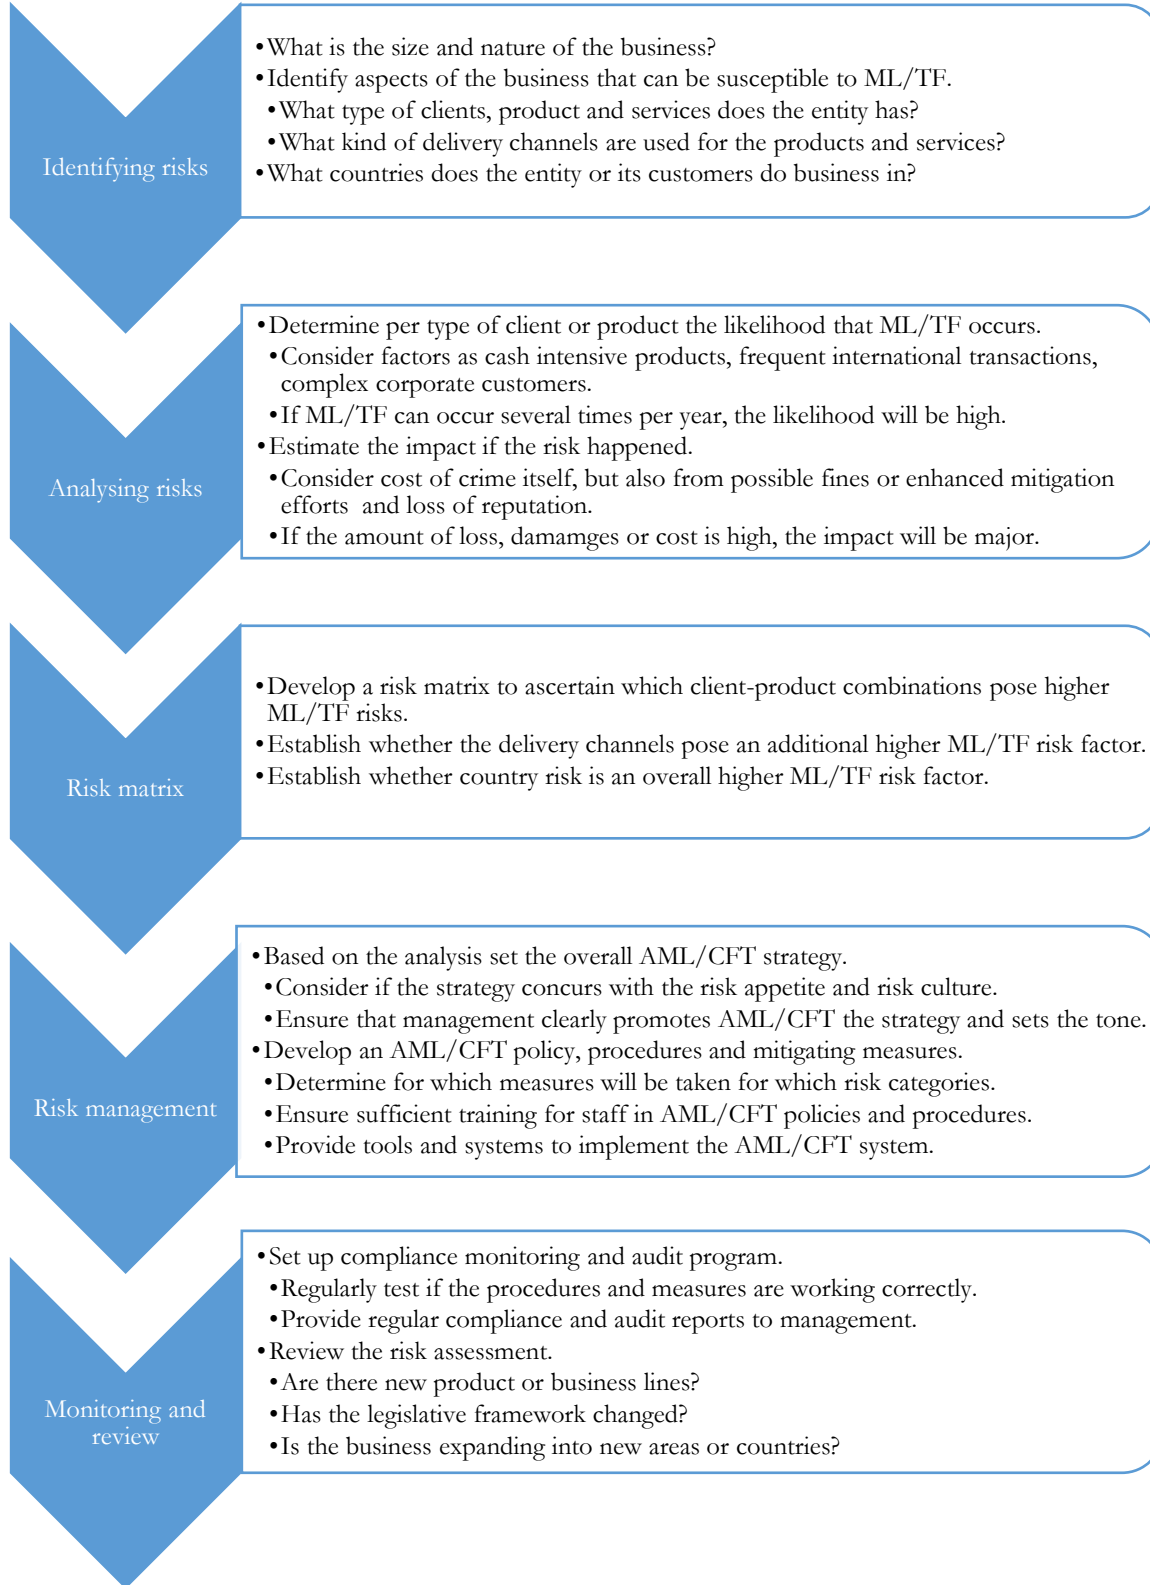 Identifying risks
•What is the size and nature of the business?
•Identify aspects of the business that can be susceptible to ML/TF.
•What type of clients, product and services does the entity has?
•What kind of delivery channels are used for the products and services?
•What countries does the entity or its customers do business in?
Analysing risks
•Determine per type of client or product the likelihood that ML/TF occurs.
•Consider factors as cash intensive products, frequent international transactions,
complex corporate customers.
•If ML/TF can occur several times per year, the likelihood will be high.
•Estimate the impact if the risk happened.
•Consider cost of crime itself, but also from possible fines or enhanced mitigation
efforts and loss of reputation.
•If the amount of loss, damamges or cost is high, the impact will be major.
Risk matrix
•Develop a risk matrix to ascertain which client-product combinations pose higher
ML/TF risks.
•Establish whether the delivery channels pose an additional higher ML/TF risk factor.
•Establish whether country risk is an overall higher ML/TF risk factor.
Risk management
•Based on the analysis set the overall AML/CFT strategy.
•Consider if the strategy concurs with the risk appetite and risk culture.
•Ensure that management clearly promotes AML/CFT the strategy and sets the tone.
•Develop an AML/CFT policy, procedures and mitigating measures.
•Determine for which measures will be taken for which risk categories.
•Ensure sufficient training for staff in AML/CFT policies and procedures.
•Provide tools and systems to implement the AML/CFT system.
Monitoring and
review
•Set up compliance monitoring and audit program.
•Regularly test if the procedures and measures are working correctly.
•Provide regular compliance and audit reports to management.
•Review the risk assessment.
•Are there new product or business lines?
•Has the legislative framework changed?
•Is the business expanding into new areas or countries?